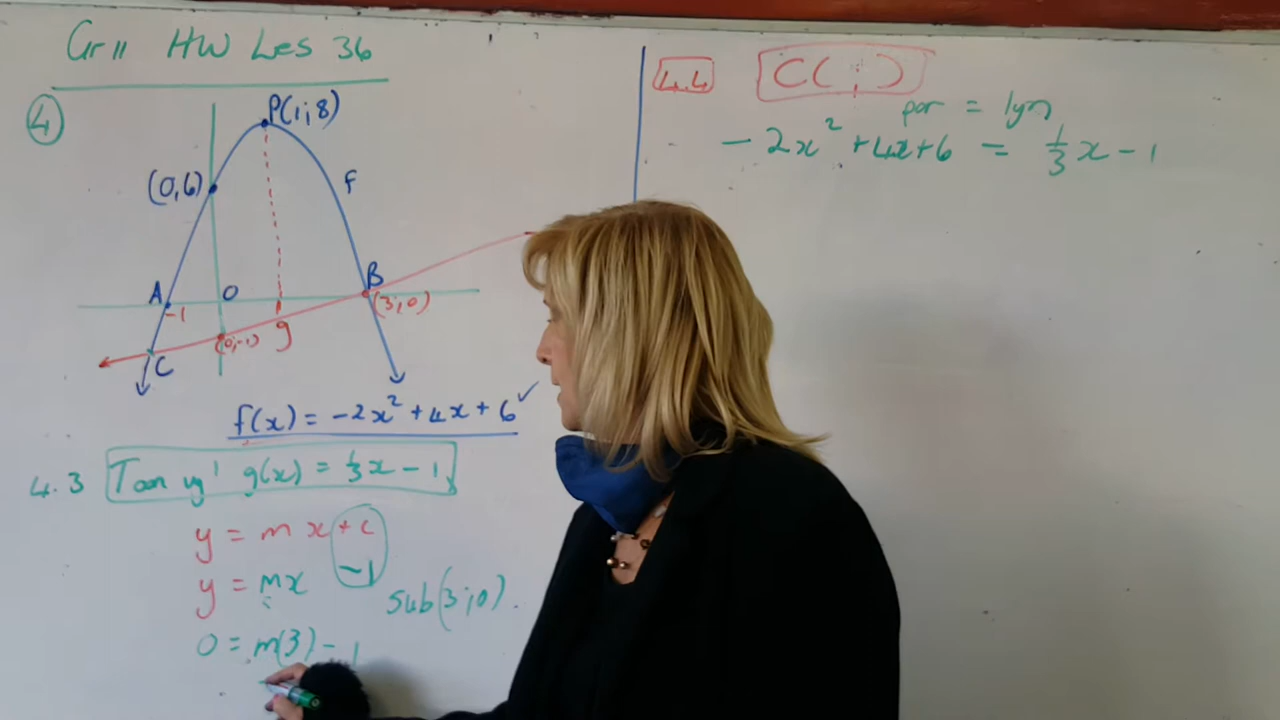 Gr 11 HW Les 36
4
P(1;8)
(0,6)
f
A
O
B
-1
(3;0)
(0;-1)
g
C
f(x) = -2x² + 4x + 6 ✓
4.3 Toon vg' g(x) = ⅓x - 1
y = mx + c
y = mx - 1
sub(3;0).
0 = m(3) - 1
4.4 C( ; )
par = lyn
-2x² + 4x + 6 = ⅓x - 1